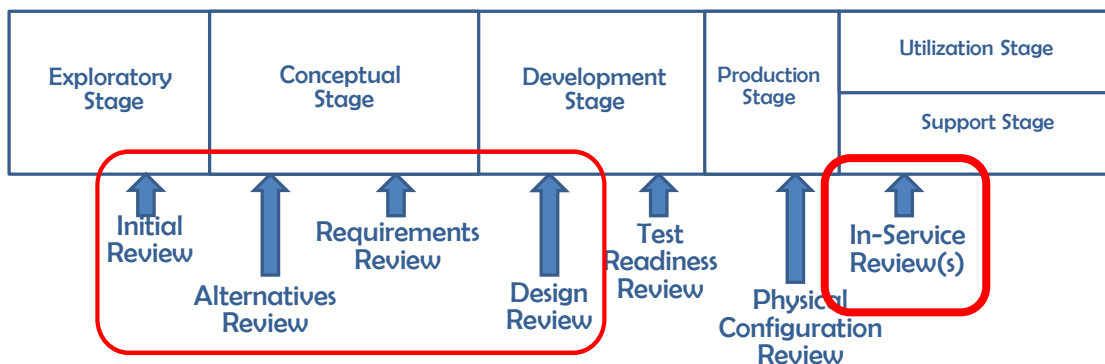 Exploratory
Stage
Conceptual
Stage
Development
Stage
Production
Stage
Utilization Stage
Support Stage
Initial
Review
Alternatives
Review
Requirements
Review
Design
Review
Test
Readiness
Review
Physical
Configuration
Review
In-Service
Review(s)